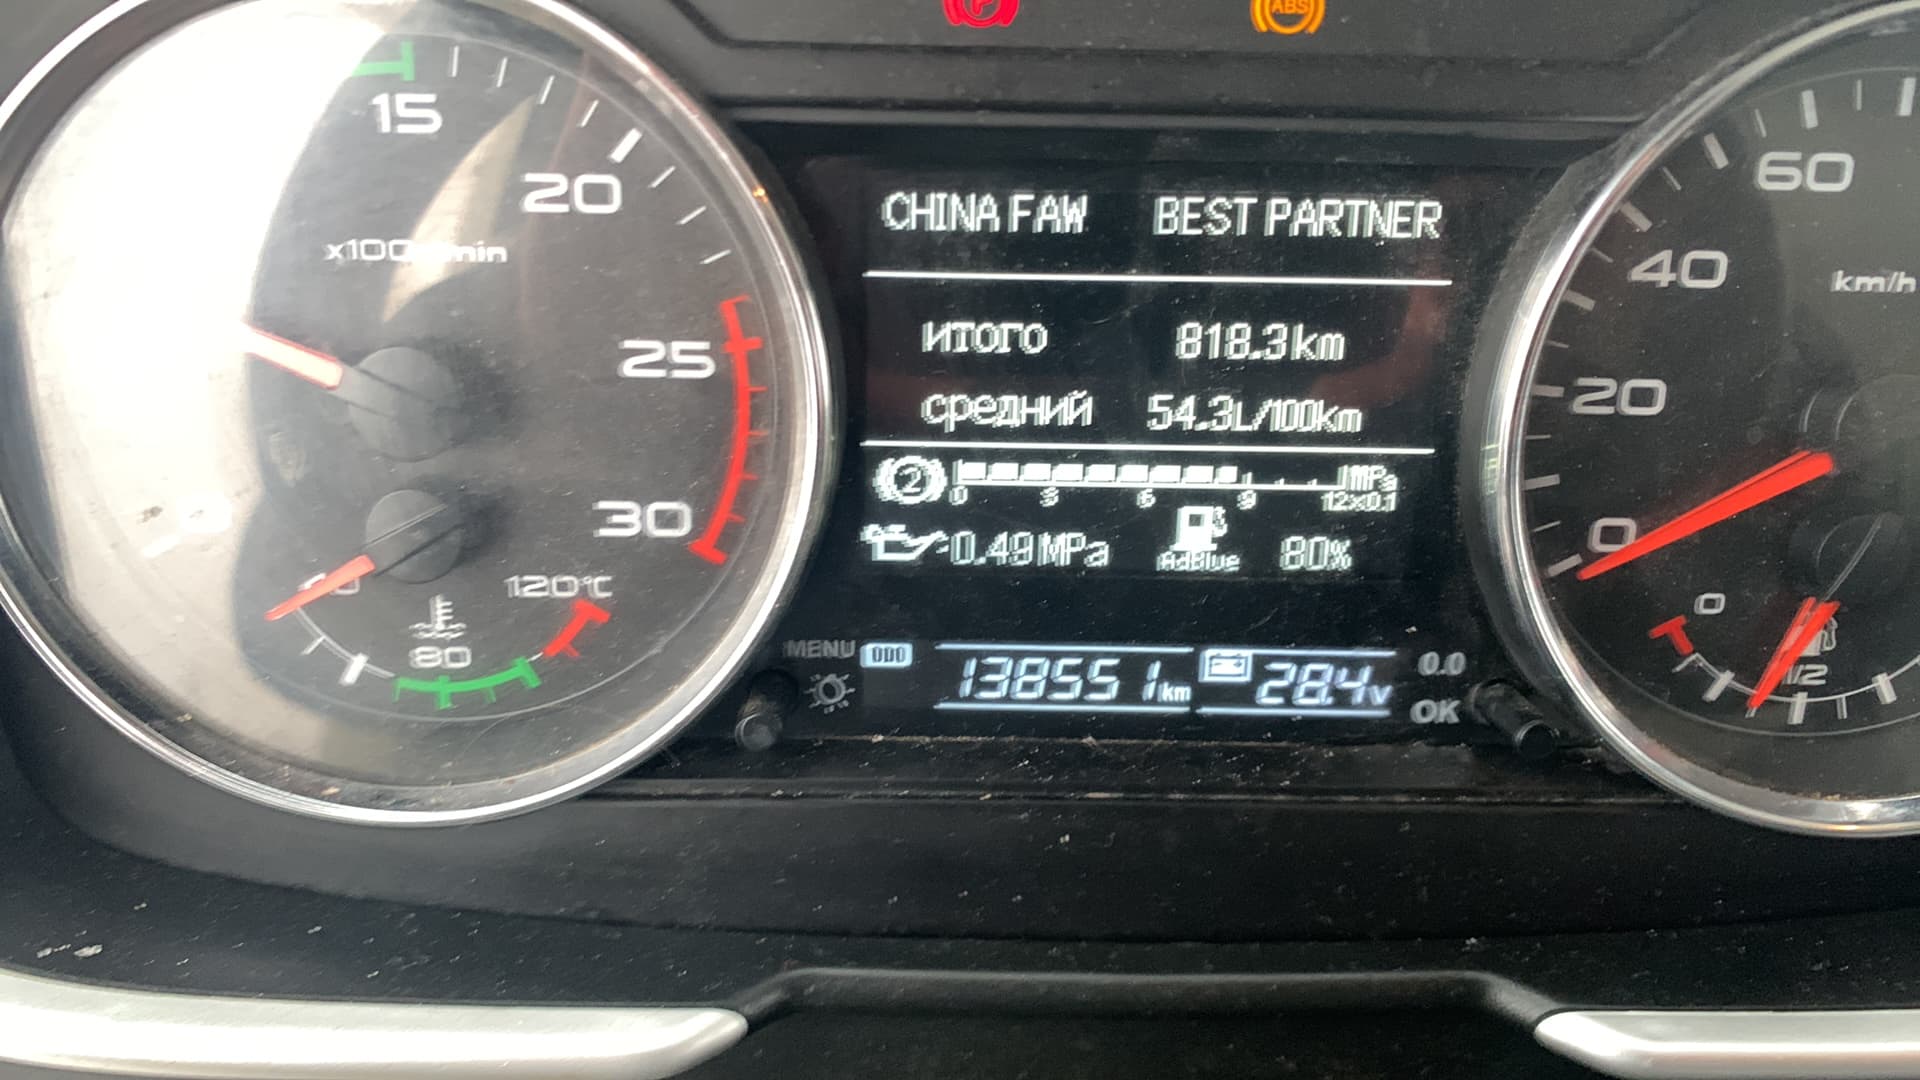 P
ABS
15
20
25
30
120°C
80
CHINA FAW BEST PARTNER
итого 818.3km
средний 54.3L/100km
2 MPa
0 3 6 9 12x0.1
0.49MPa AdBlue 80%
MENU ODO 138551km 28.4v 0.0
OK
60
40
km/h
20
0
0
1/2